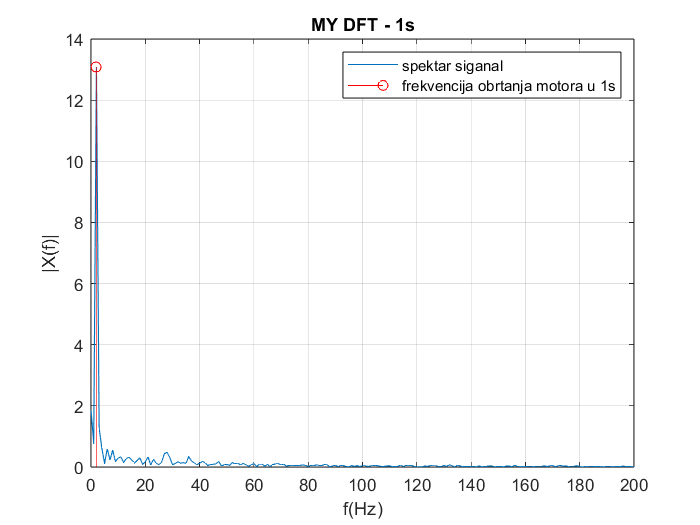 MY DFT - 1s
14
12
10
8
6
4
2
0
|X(f)|
spektar siganal
frekvencija obrtanja motora u 1s
0 20 40 60 80 100 120 140 160 180 200
f(Hz)